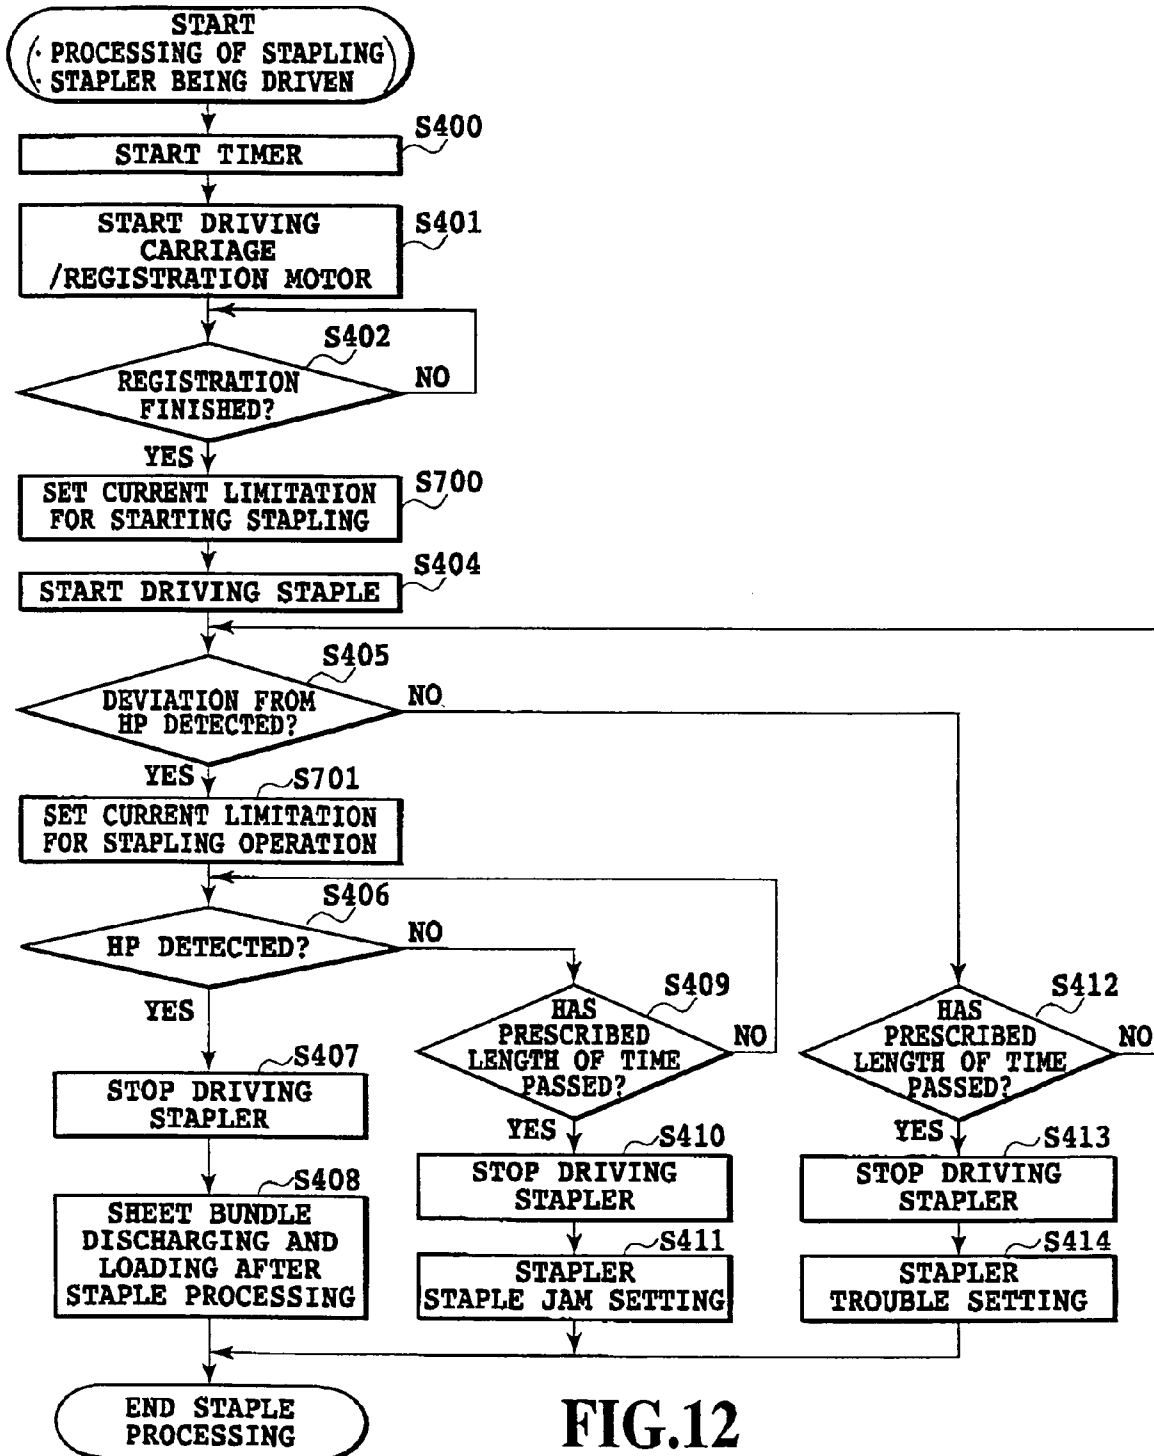 START
( · PROCESSING OF STAPLING
· STAPLER BEING DRIVEN )
S400
START TIMER
S401
START DRIVING
CARRIAGE
/REGISTRATION MOTOR
S402
REGISTRATION
FINISHED?
NO
YES
S700
SET CURRENT LIMITATION
FOR STARTING STAPLING
S404
START DRIVING STAPLE
S405
DEVIATION FROM
HP DETECTED?
NO
YES
S701
SET CURRENT LIMITATION
FOR STAPLING OPERATION
S406
HP DETECTED?
NO
YES
S407
STOP DRIVING
STAPLER
S408
SHEET BUNDLE
DISCHARGING AND
LOADING AFTER
STAPLE PROCESSING
S409
HAS
PRESCRIBED
LENGTH OF TIME
PASSED?
NO
YES
S410
STOP DRIVING
STAPLER
S411
STAPLER
STAPLE JAM SETTING
S412
HAS
PRESCRIBED
LENGTH OF TIME
PASSED?
NO
YES
S413
STOP DRIVING
STAPLER
S414
STAPLER
TROUBLE SETTING
END STAPLE
PROCESSING
FIG.12